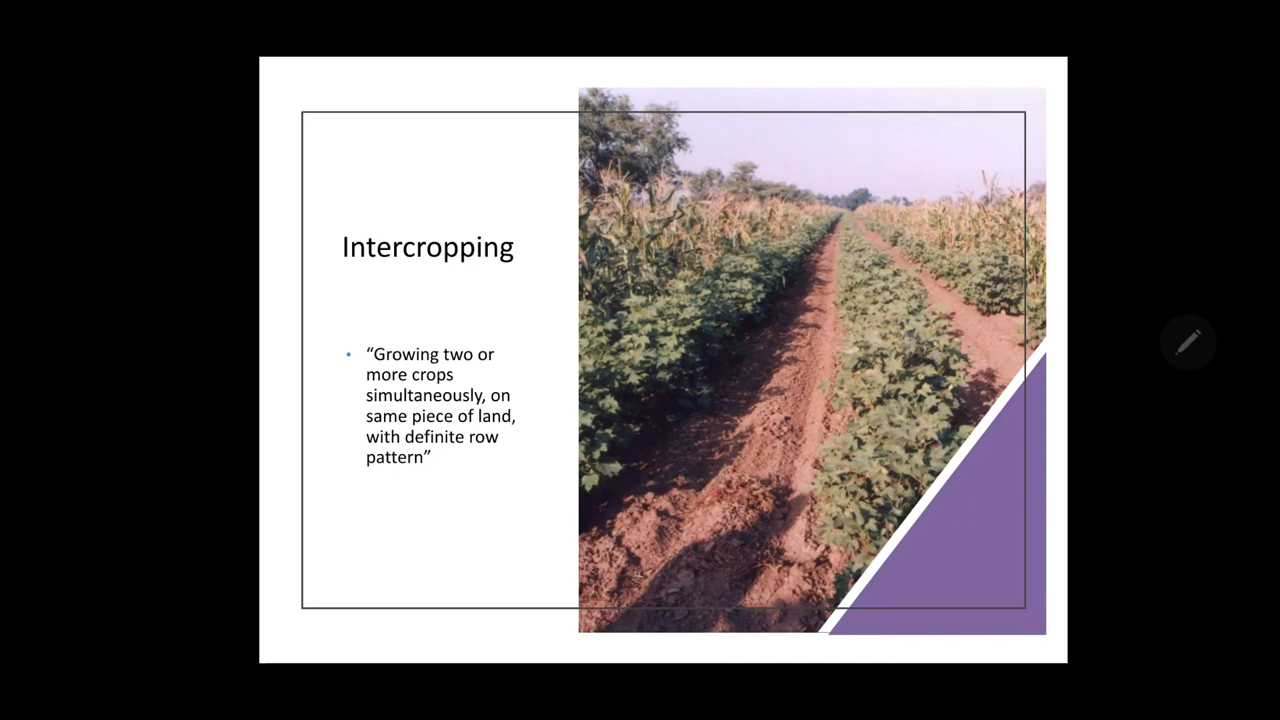 Intercropping
• “Growing two or
more crops
simultaneously, on
same piece of land,
with definite row
pattern”